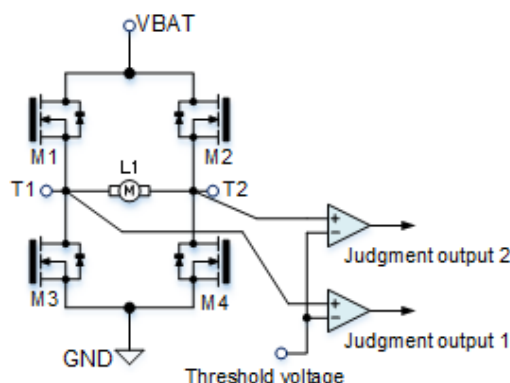 VBAT
M1
M2
L1
M
T1
T2
+
−
Judgment output 2
M3
M4
+
−
Judgment output 1
GND
Threshold voltage